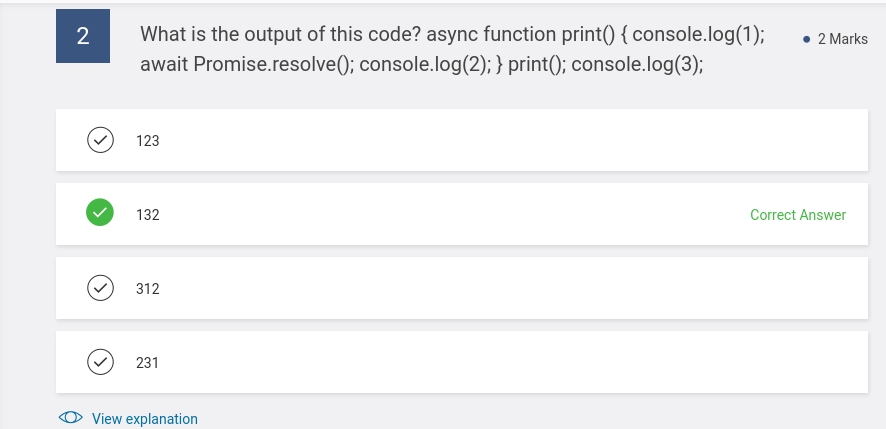 2
What is the output of this code? async function print() { console.log(1);
await Promise.resolve(); console.log(2); } print(); console.log(3);
• 2 Marks
123
132
Correct Answer
312
231
View explanation